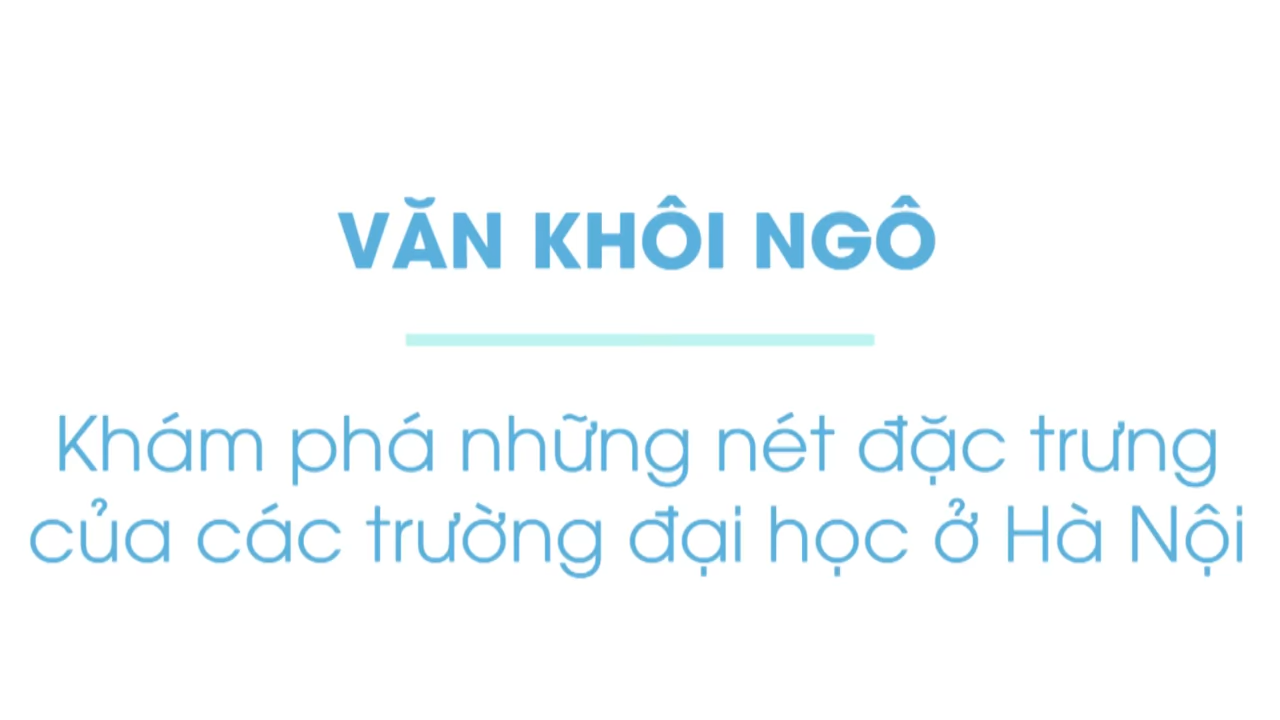 VĂN KHÔI NGÔ
Khám phá những nét đặc trưng
của các trường đại học ở Hà Nội